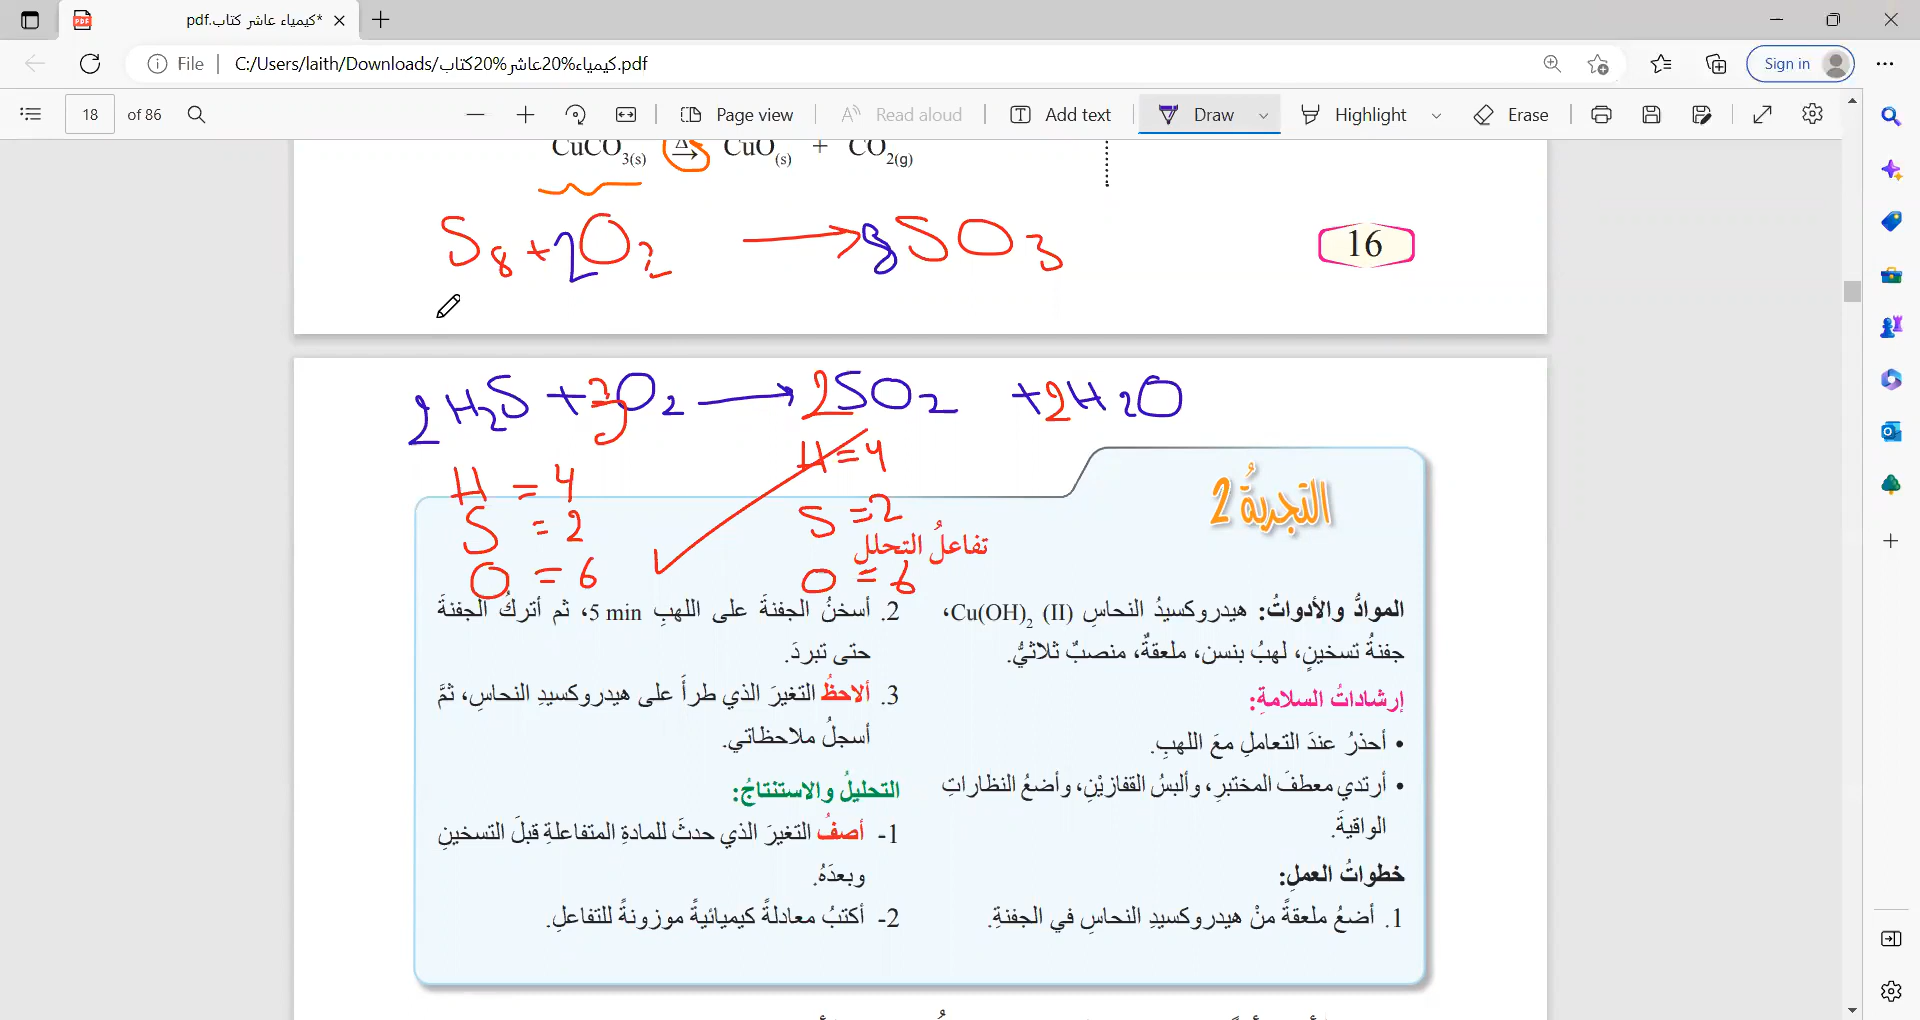 كيمياء عاشر كتاب.pdf*
File C:/Users/laith/Downloads/كيمياء%20عاشر%20كتاب.pdf Sign in
18 of 86 Page view Read aloud Add text Draw Highlight Erase
CuCO3(s) Δ→ CuO(s) + CO2(g)
S8 + 2O2 → 8SO3
16
2H2S + 3O2 → 2SO2 + 2H2O
H = 4 H = 4
S = 2 S = 2
O = 6 O = 6
التجربةُ 2
تفاعلُ التحللِ
الموادُّ والأدواتُ: هيدروكسيدُ النحاسِ (II) Cu(OH)2،
جفنةُ تسخينٍ، لهبُ بنسن، ملعقةٌ، منصبٌ ثلاثيٌّ.
إرشاداتُ السلامةِ:
• أحذرُ عندَ التعاملِ معَ اللهبِ.
• أرتدي معطفَ المختبرِ، وألبسُ القفازيْنِ، وأضعُ النظاراتِ
الواقيةَ.
خطواتُ العملِ:
1. أضعُ ملعقةً منْ هيدروكسيدِ النحاسِ في الجفنةِ.
2. أسخنُ الجفنةَ على اللهبِ 5 min، ثم أتركُ الجفنةَ
حتى تبردَ.
3. ألاحظُ التغيرَ الذي طرأَ على هيدروكسيدِ النحاسِ، ثمَّ
أسجلُ ملاحظاتي.
التحليلُ والاستنتاجُ:
1- أصفُ التغيرَ الذي حدثَ للمادةِ المتفاعلةِ قبلَ التسخينِ
وبعدَهُ.
2- أكتبُ معادلةً كيميائيةً موزونةً للتفاعلِ.